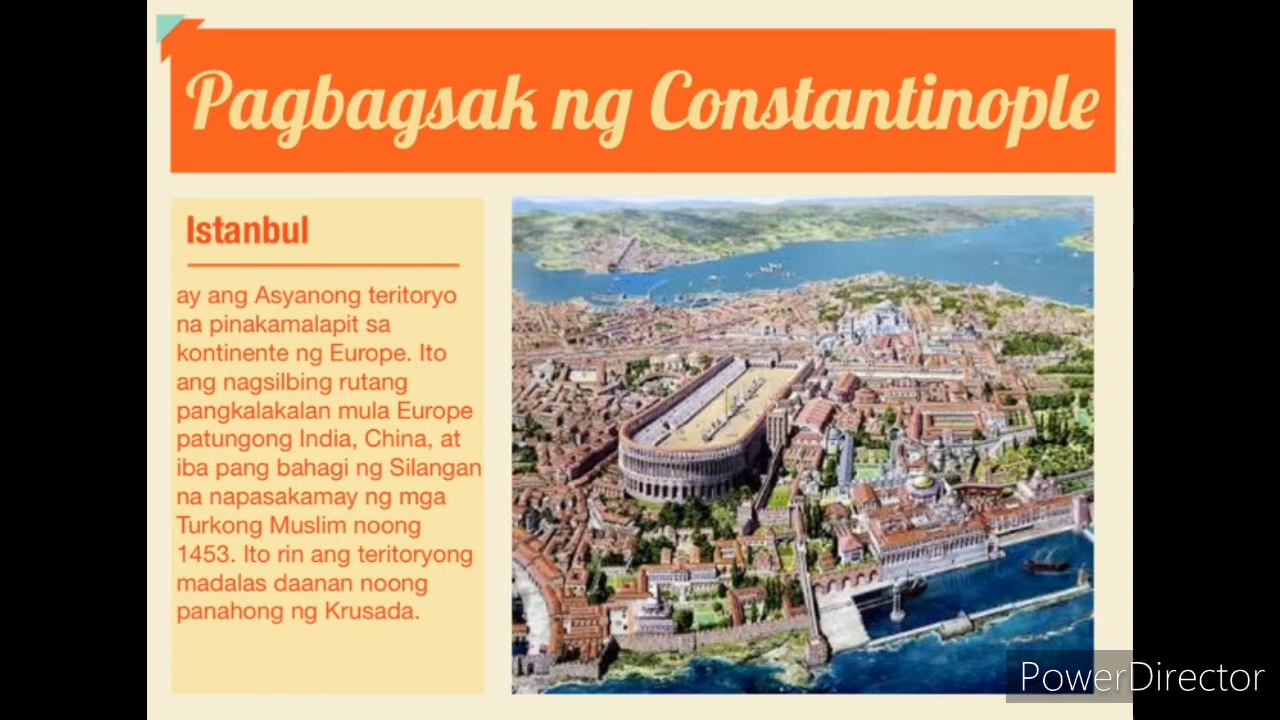 Pagbagsak ng Constantinople
Istanbul
ay ang Asyanong teritoryo
na pinakamalapit sa
kontinente ng Europe. Ito
ang nagsilbing rutang
pangkalakalan mula Europe
patungong India, China, at
iba pang bahagi ng Silangan
na napasakamay ng mga
Turkong Muslim noong
1453. Ito rin ang teritoryong
madalas daanan noong
panahong ng Krusada.
PowerDirector